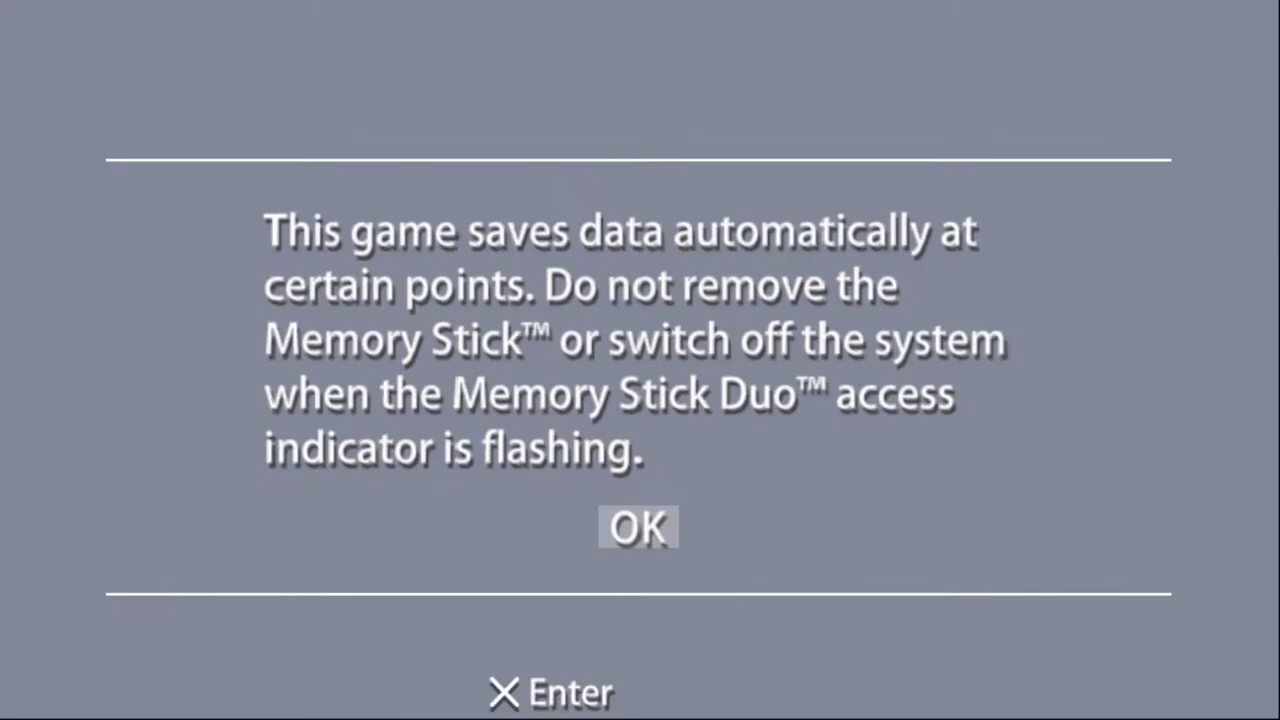 This game saves data automatically at
certain points. Do not remove the
Memory Stick™ or switch off the system
when the Memory Stick Duo™ access
indicator is flashing.
OK
Enter